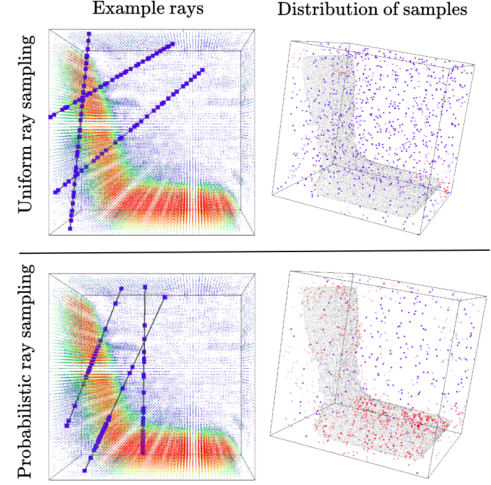 Example rays
Distribution of samples
Uniform ray sampling
Probabilistic ray sampling